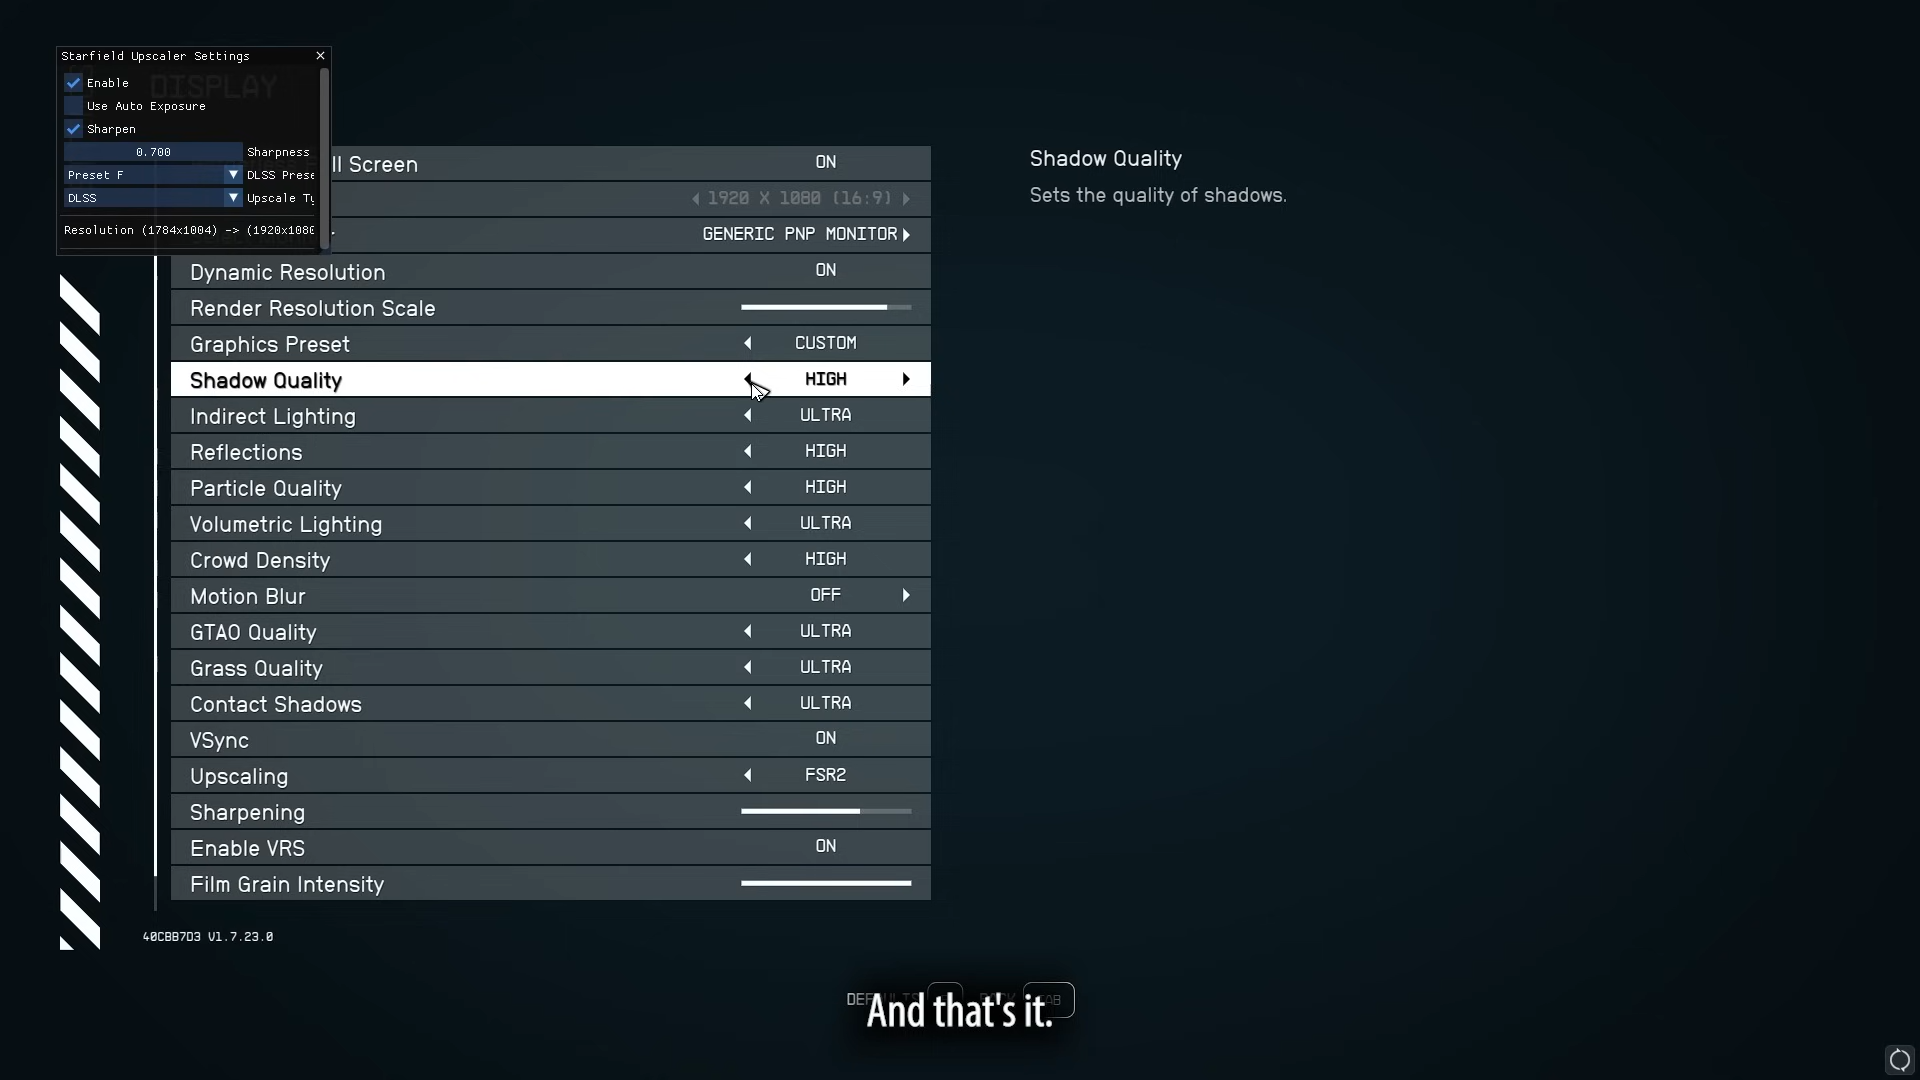 Starfield Upscaler Settings
Enable
DISPLAY
Use Auto Exposure
Sharpen
0.700 Sharpness
Preset F DLSS Prese
DLSS Upscale Ty
Resolution (1784x1004) -> (1920x1080
ll Screen ON
1920 X 1080 (16:9)
GENERIC PNP MONITOR
Dynamic Resolution ON
Render Resolution Scale
Graphics Preset CUSTOM
Shadow Quality HIGH
Indirect Lighting ULTRA
Reflections HIGH
Particle Quality HIGH
Volumetric Lighting ULTRA
Crowd Density HIGH
Motion Blur OFF
GTAO Quality ULTRA
Grass Quality ULTRA
Contact Shadows ULTRA
VSync ON
Upscaling FSR2
Sharpening
Enable VRS ON
Film Grain Intensity
Shadow Quality
Sets the quality of shadows.
40CBB7D3 V1.7.23.0
And that's it.